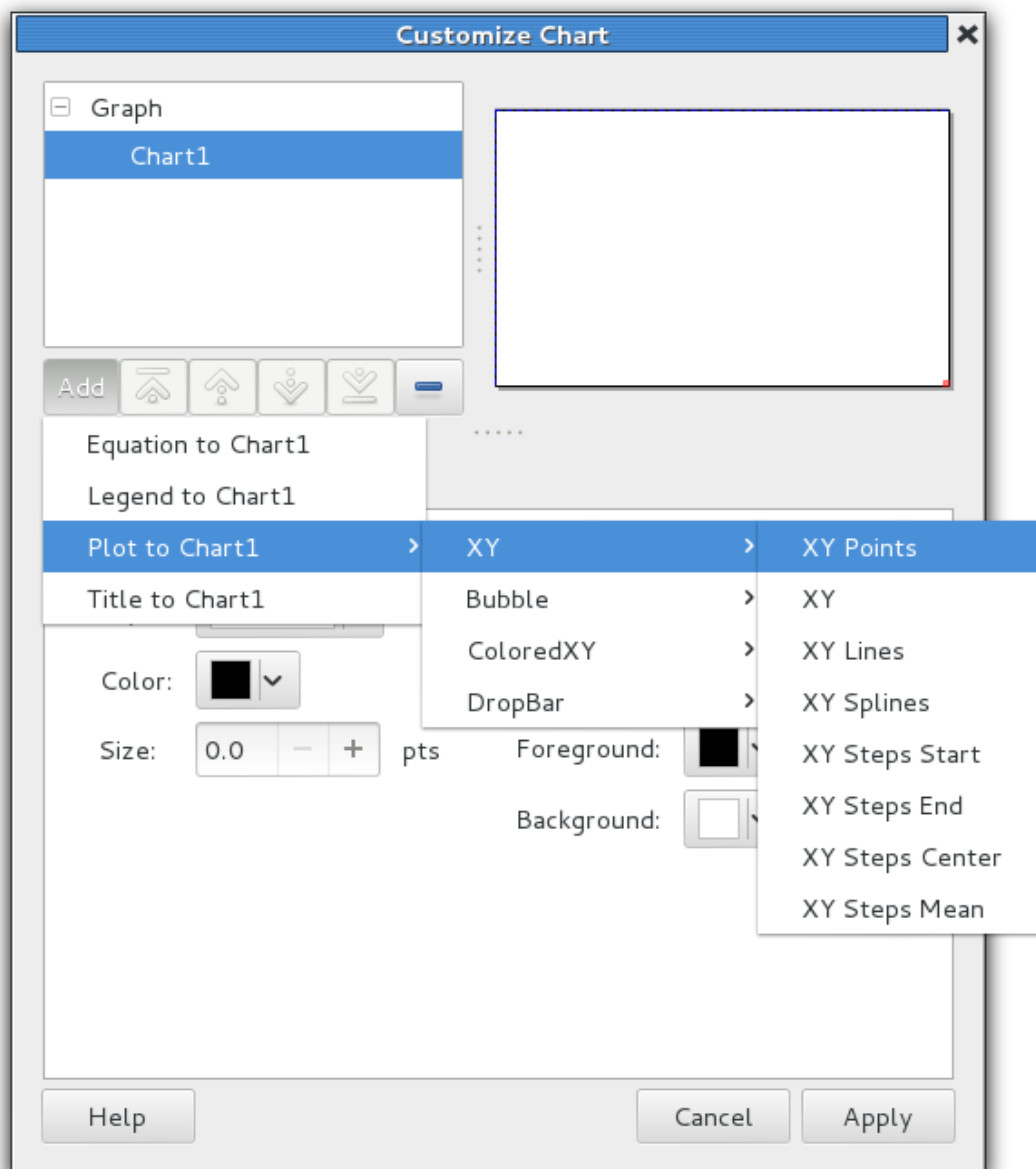 Customize Chart
Graph
Chart1
Add
Equation to Chart1
Legend to Chart1
Plot to Chart1
Title to Chart1
XY
Bubble
ColoredXY
DropBar
XY Points
XY
XY Lines
XY Splines
XY Steps Start
XY Steps End
XY Steps Center
XY Steps Mean
Color:
Size: 0.0 pts
Foreground:
Background:
Help Cancel Apply